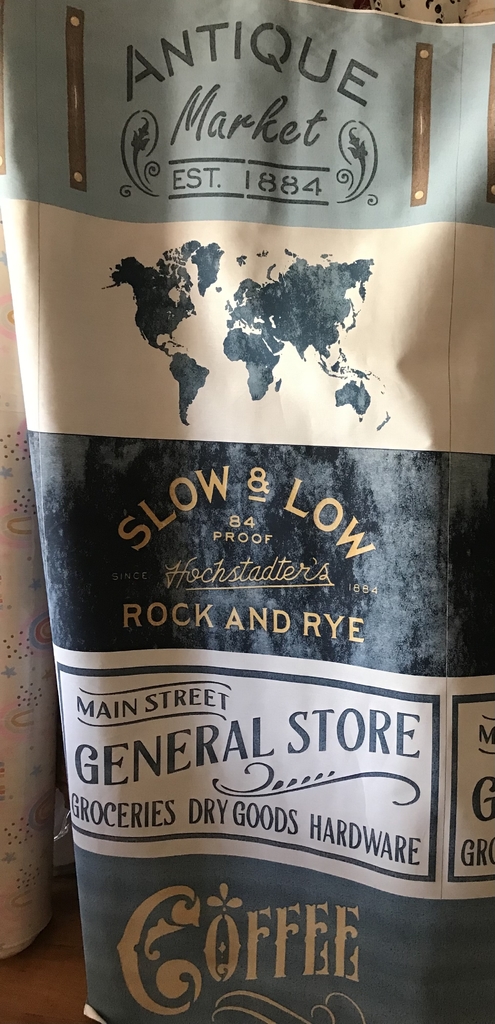 ANTIQUE
Market
EST. 1884
SLOW & LOW
84
PROOF
SINCE Hochstadter's 1884
ROCK AND RYE
MAIN STREET
GENERAL STORE
GROCERIES DRY GOODS HARDWARE
M
G
GRO
COFFEE